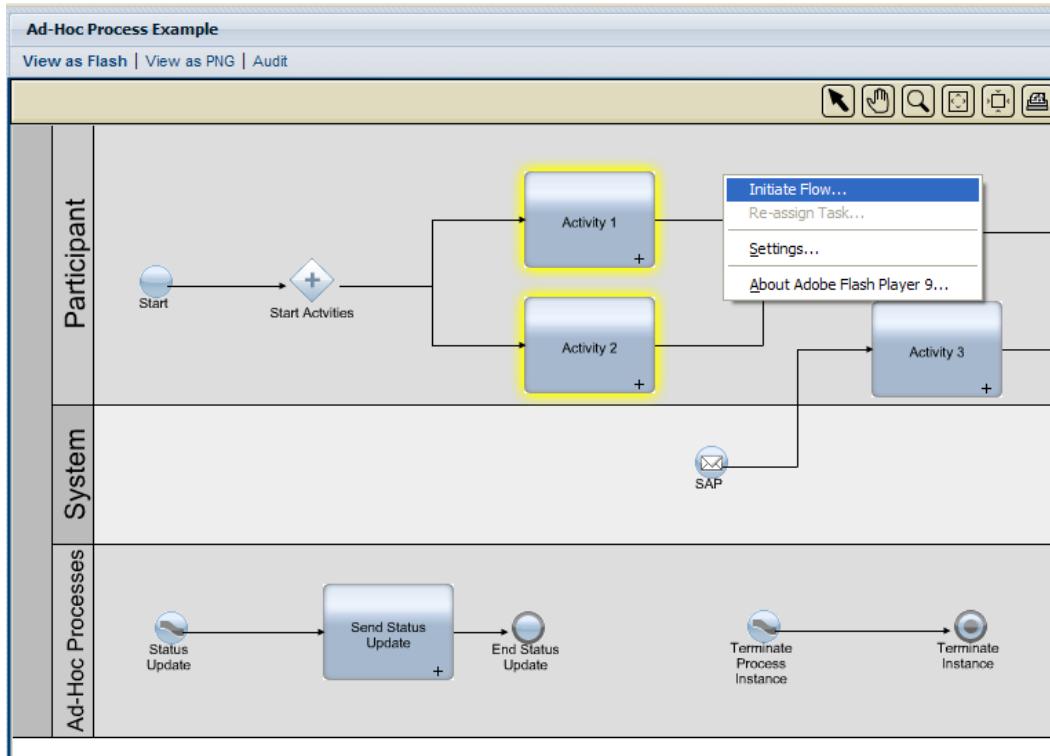 Ad-Hoc Process Example
View as Flash | View as PNG | Audit
Participant
Start
Start Actvities
Activity 1
Activity 2
Initiate Flow...
Re-assign Task...
Settings...
About Adobe Flash Player 9...
Activity 3
System
SAP
Ad-Hoc Processes
Status
Update
Send Status
Update
End Status
Update
Terminate
Process
Instance
Terminate
Instance